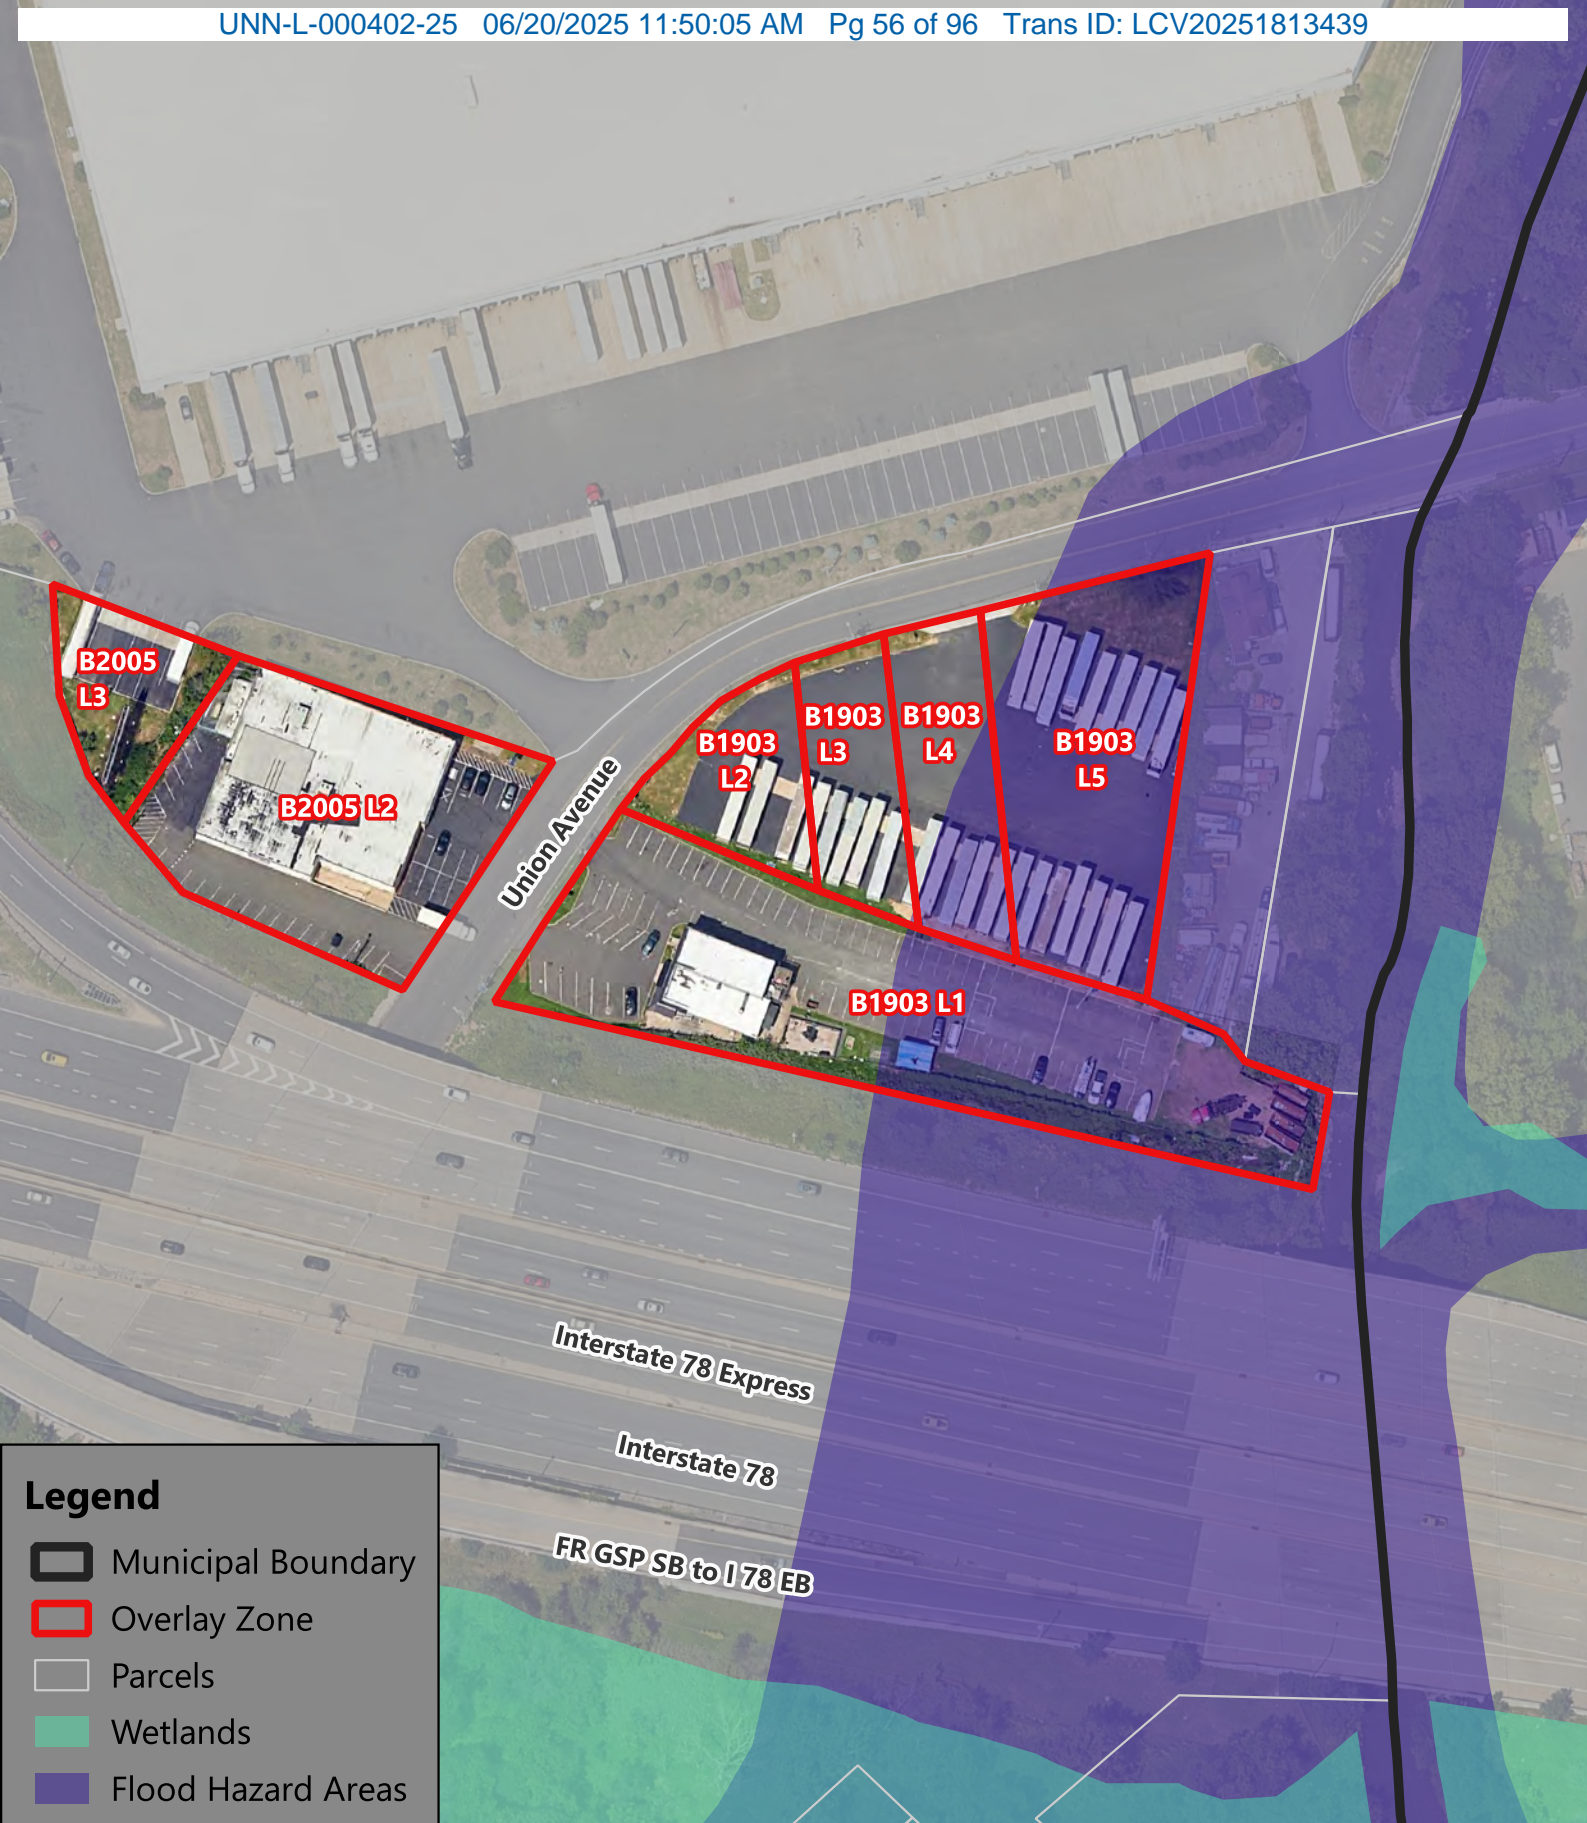 UNN-L-000402-25 06/20/2025 11:50:05 AM Pg 56 of 96 Trans ID: LCV20251813439
B2005
L3
B2005 L2
Union Avenue
B1903
L2
B1903
L3
B1903
L4
B1903
L5
B1903 L1
Interstate 78 Express
Interstate 78
FR GSP SB to I 78 EB
Legend
Municipal Boundary
Overlay Zone
Parcels
Wetlands
Flood Hazard Areas